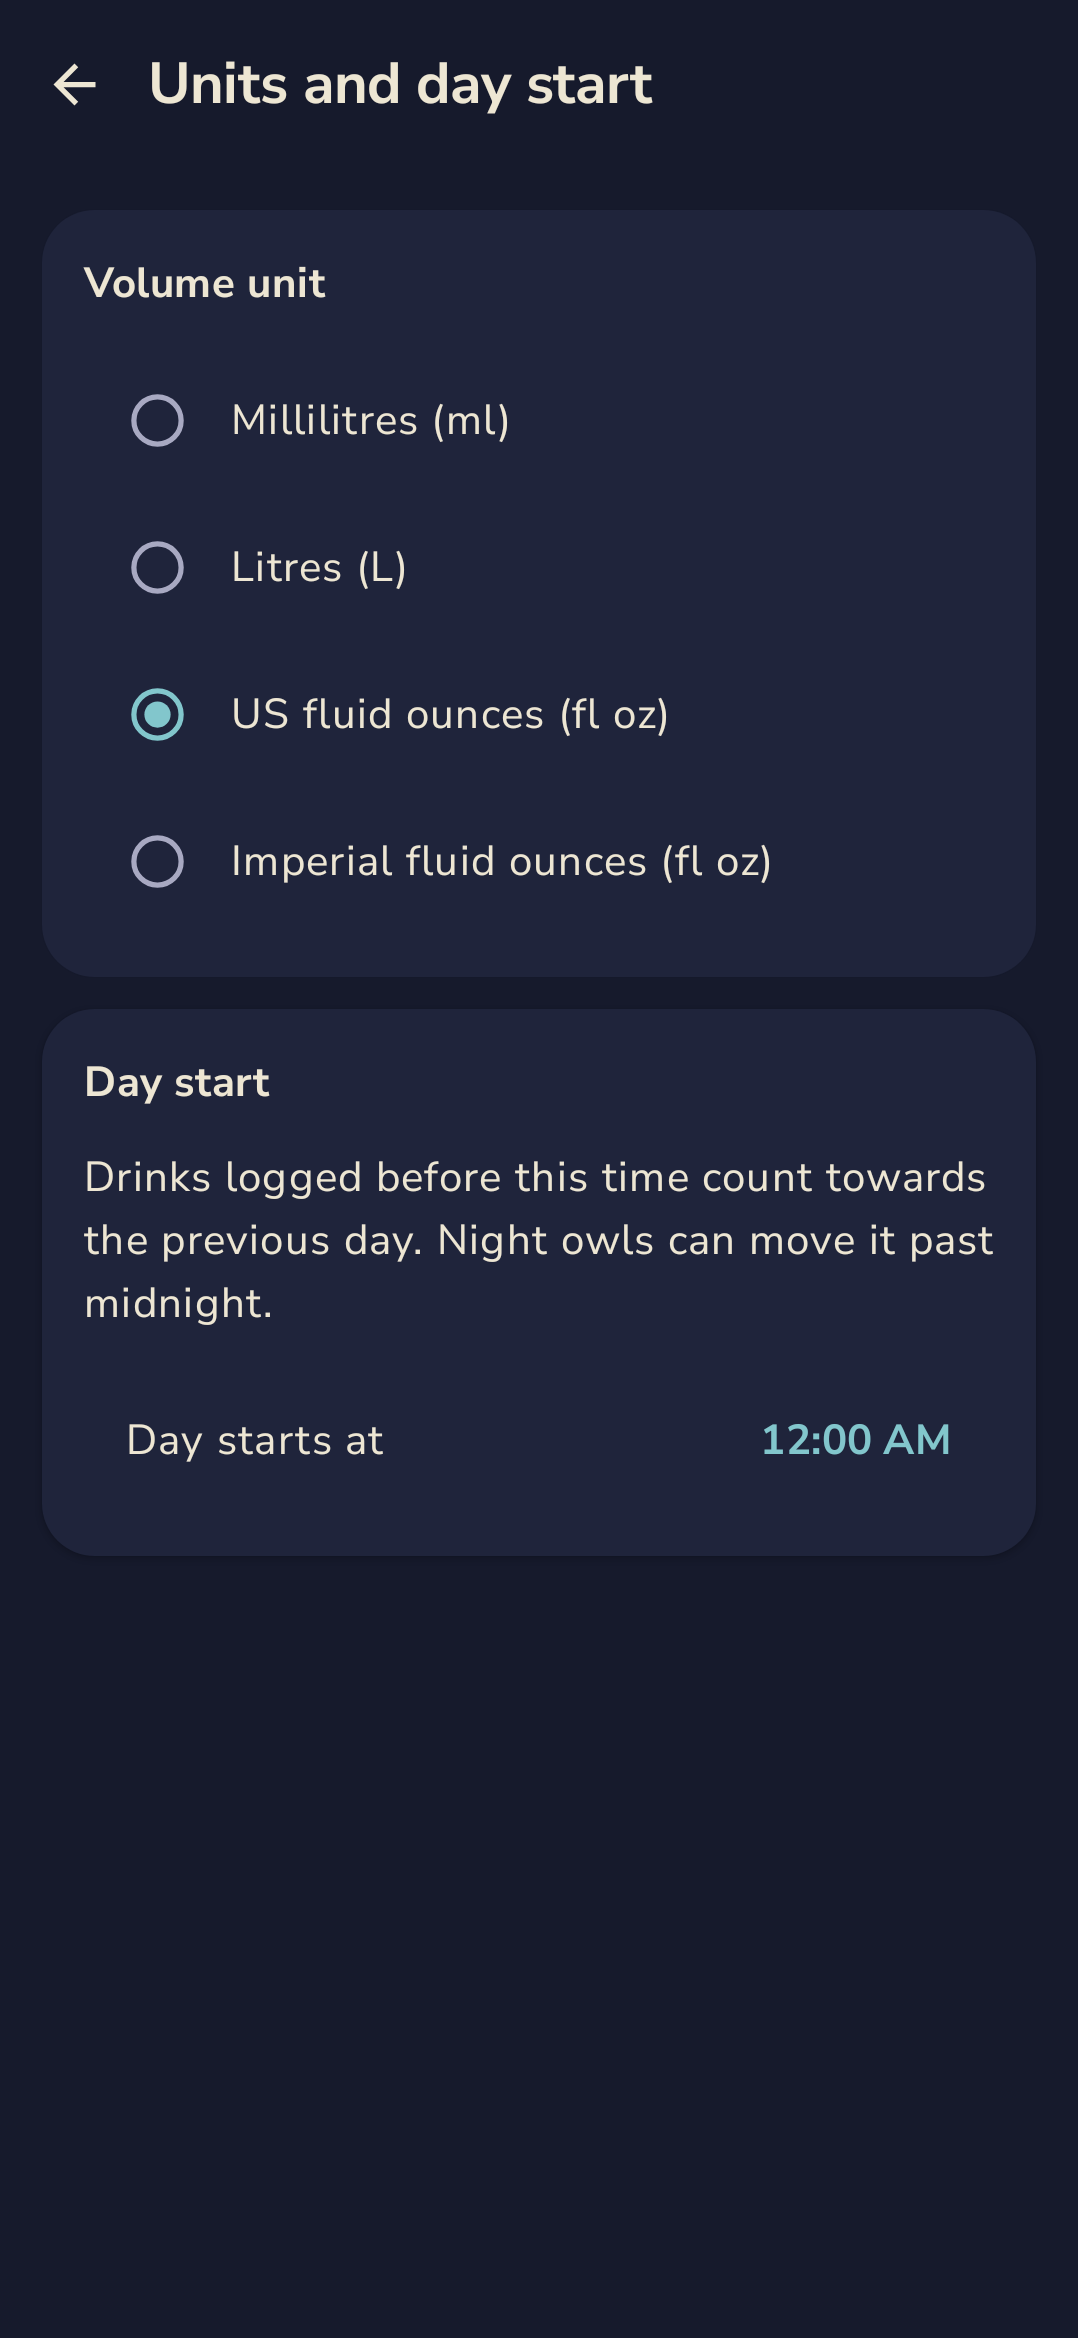 Units and day start
Volume unit
Millilitres (ml)
Litres (L)
US fluid ounces (fl oz)
Imperial fluid ounces (fl oz)
Day start
Drinks logged before this time count towards
the previous day. Night owls can move it past
midnight.
Day starts at 12:00 AM